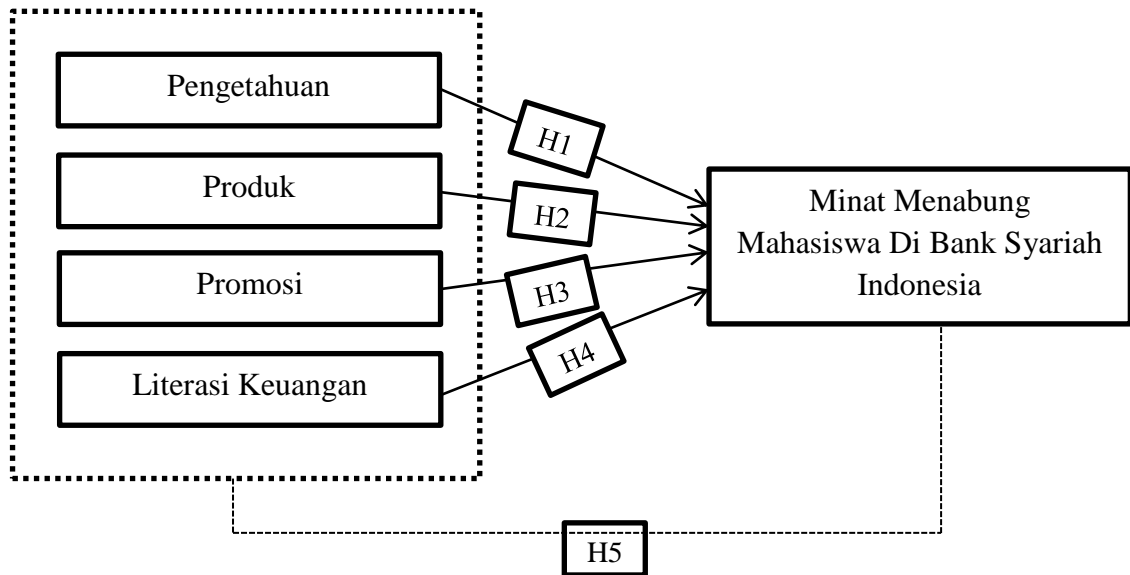 Pengetahuan
H1
Produk
H2
Promosi
H3
Literasi Keuangan
H4
Minat Menabung
Mahasiswa Di Bank Syariah
Indonesia
H5